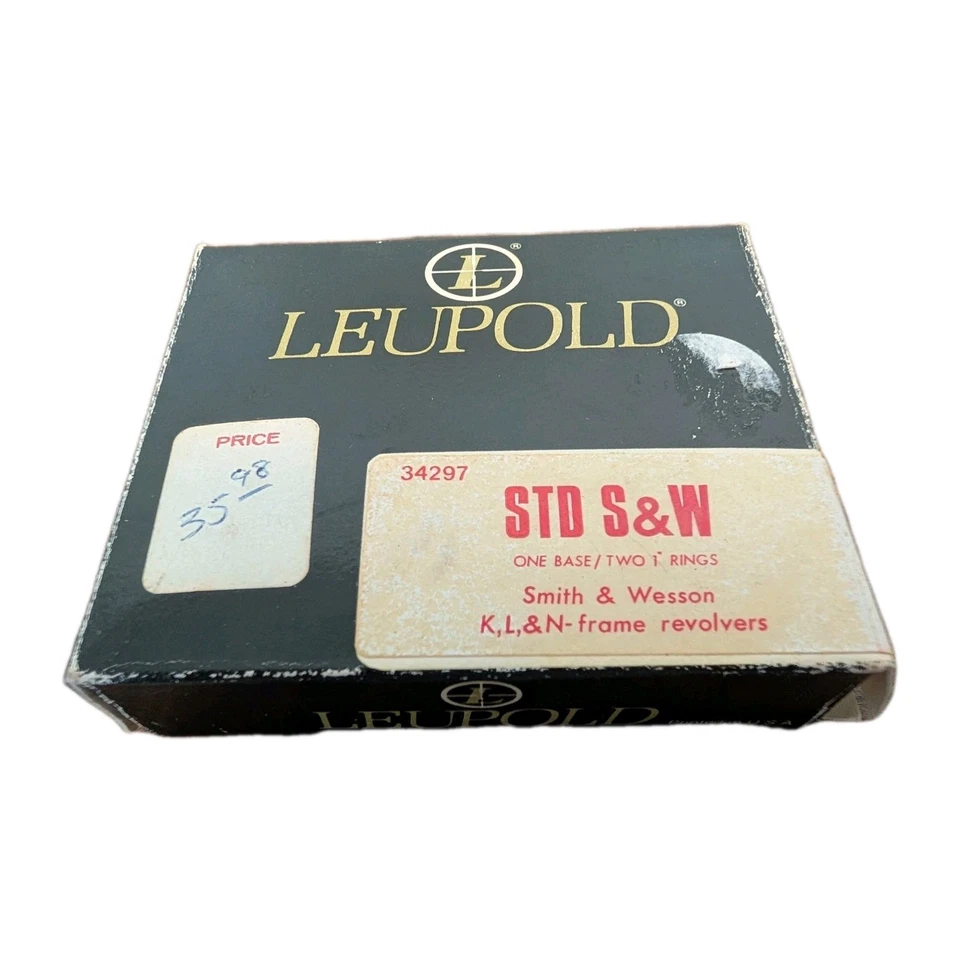 L®
LEUPOLD®
PRICE
35 98
34297
STD S&W
ONE BASE/TWO 1" RINGS
Smith & Wesson
K,L,&N-frame revolvers
L
LEUPOLD
U.S.A.